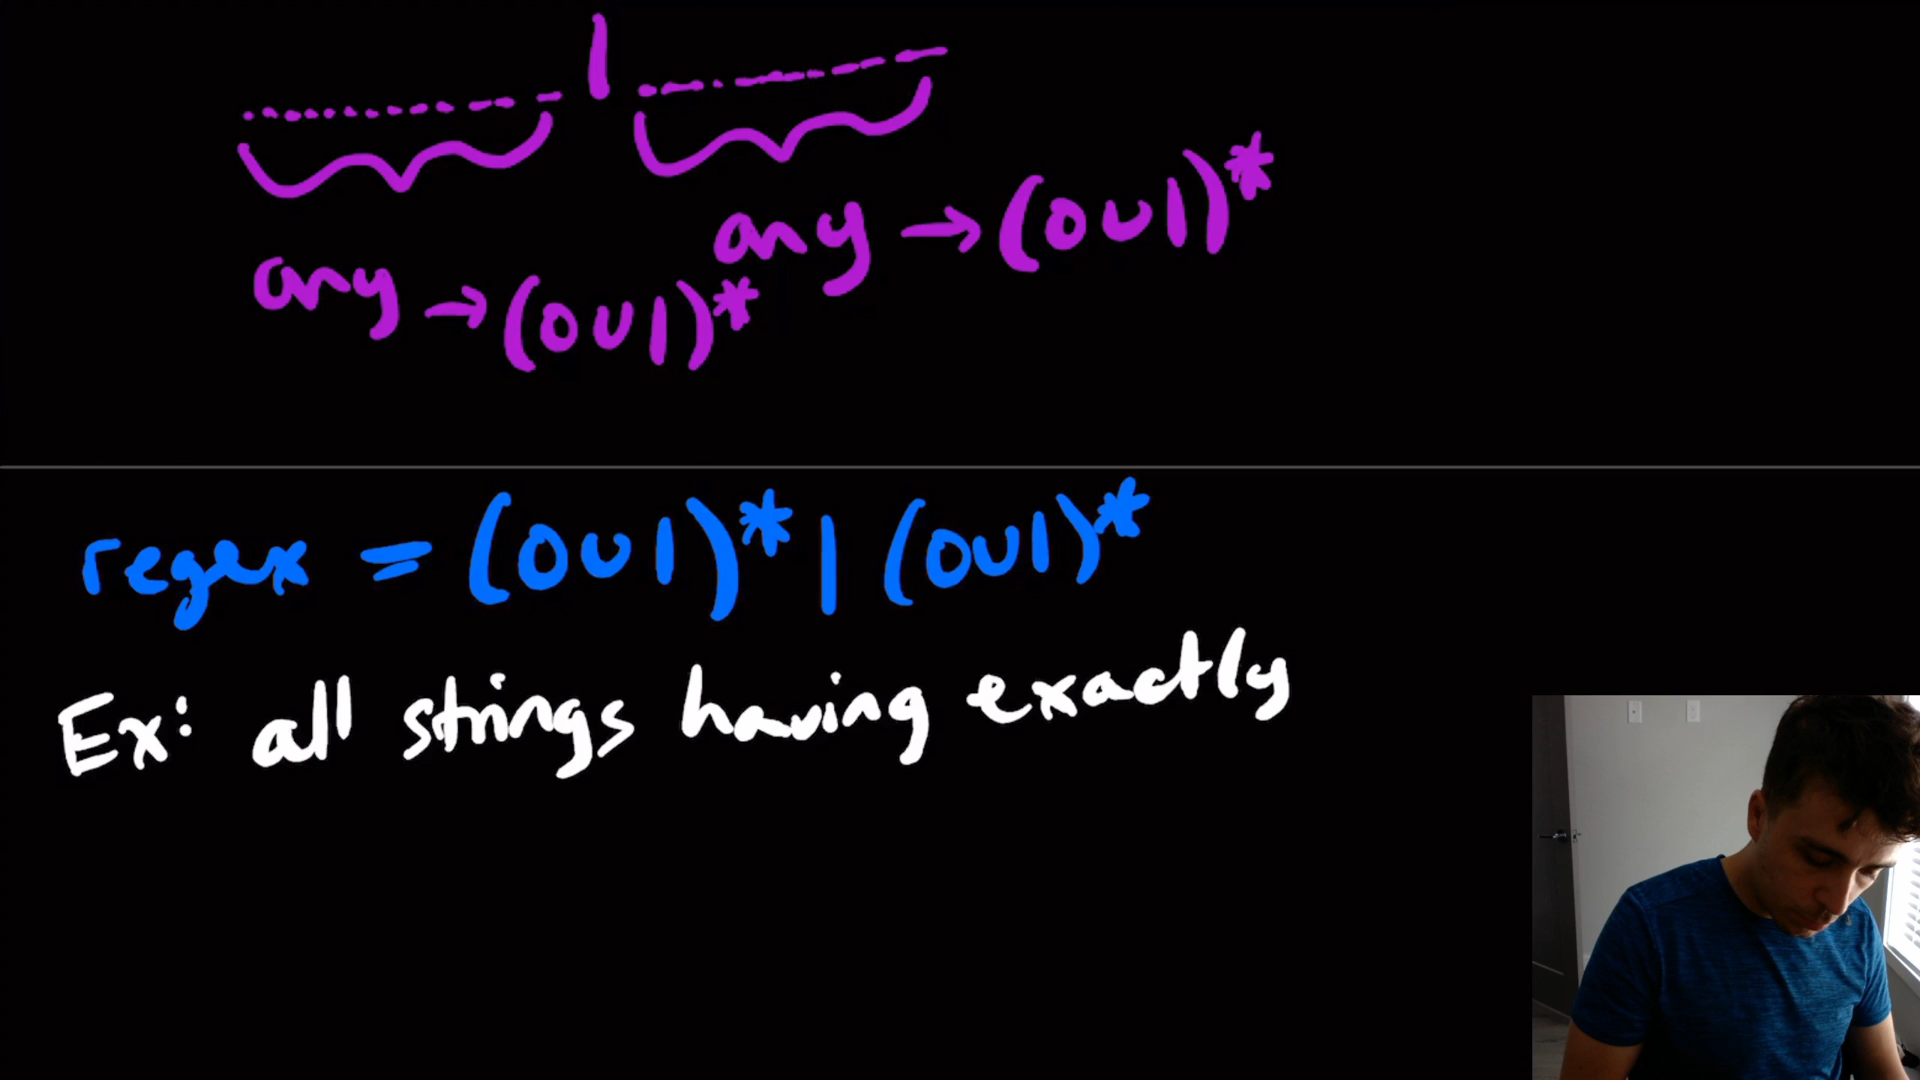 1
any → (0∪1)*
any → (0∪1)*
regex = (0∪1)* 1 (0∪1)*
Ex: all strings having exactly